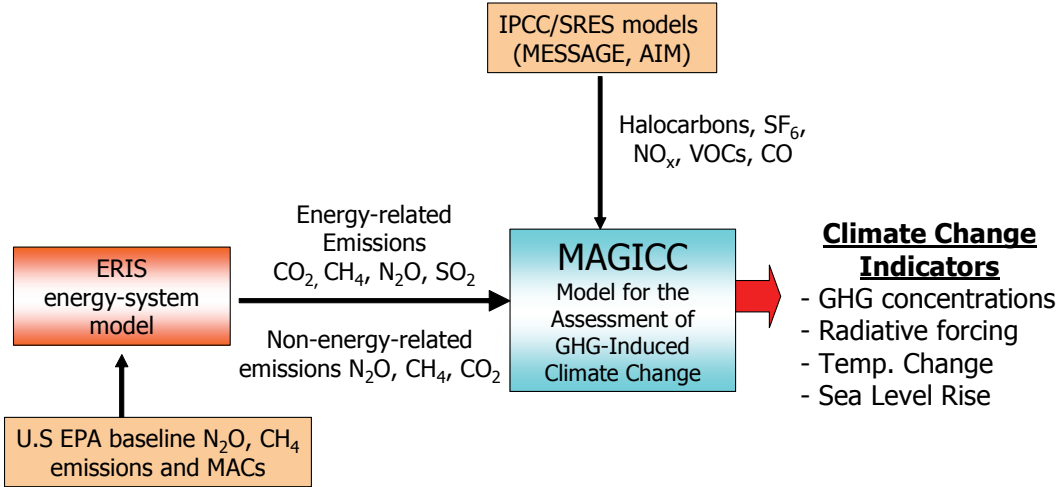 IPCC/SRES models
(MESSAGE, AIM)
Halocarbons, SF₆,
NOₓ, VOCs, CO
Energy-related
Emissions
CO₂, CH₄, N₂O, SO₂
ERIS
energy-system
model
Non-energy-related
emissions N₂O, CH₄, CO₂
MAGICC
Model for the
Assessment of
GHG-Induced
Climate Change
Climate Change
Indicators
- GHG concentrations
- Radiative forcing
- Temp. Change
- Sea Level Rise
U.S EPA baseline N₂O, CH₄
emissions and MACs